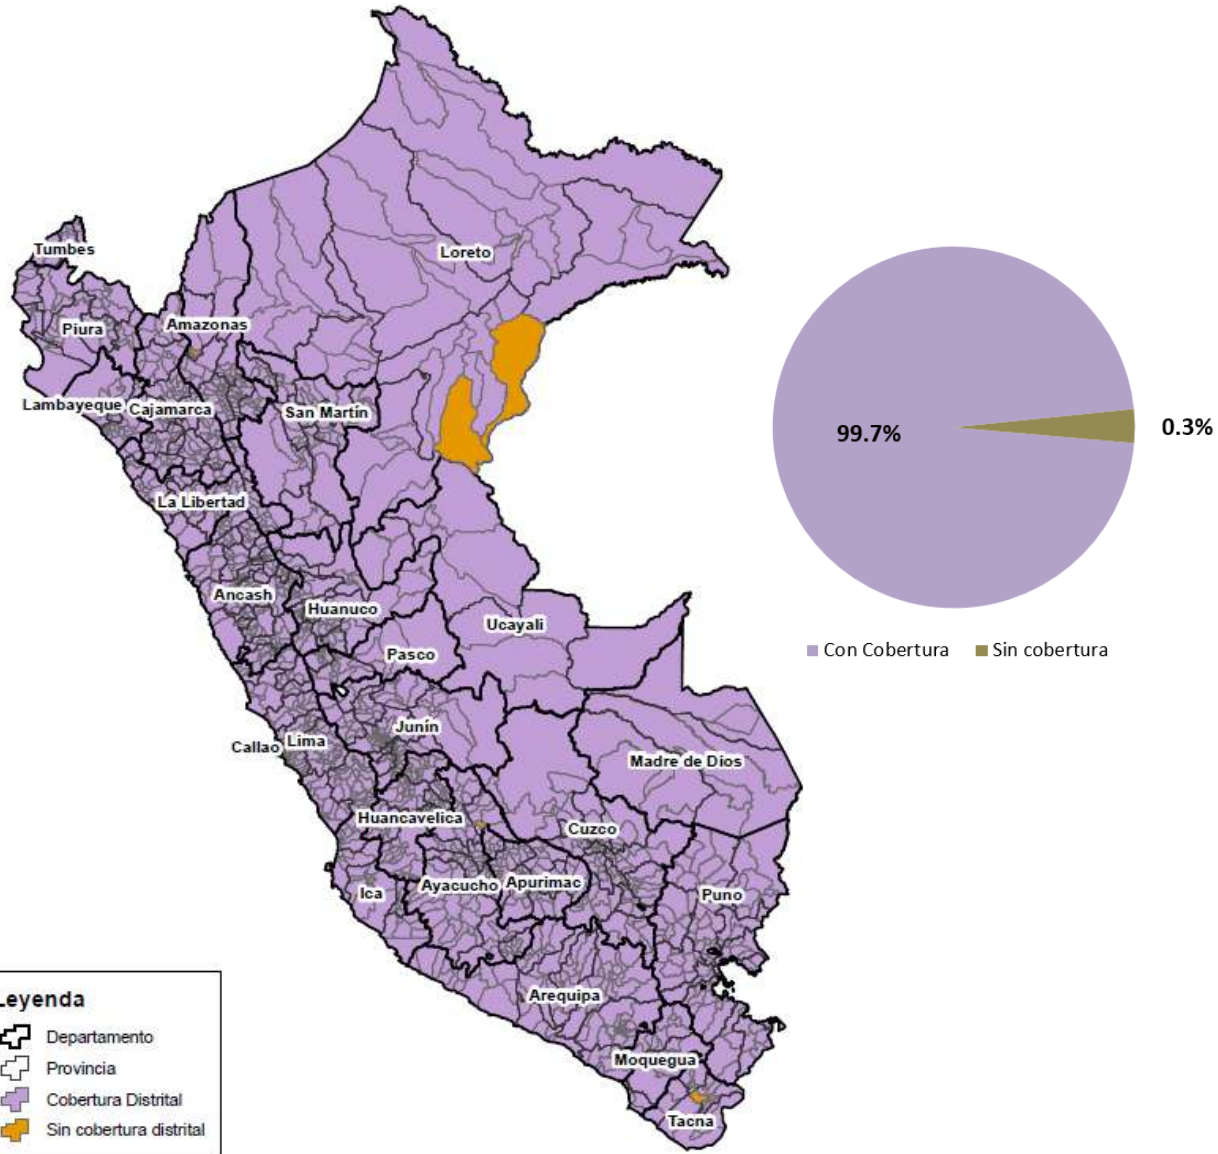 Tumbes
Loreto
Piura
Amazonas
Lambayeque
Cajamarca
San Martín
La Libertad
Ancash
Huanuco
Ucayali
Pasco
Junín
Callao
Lima
Madre de Dios
Huancavelica
Cuzco
Ica
Ayacucho
Apurimac
Puno
Arequipa
Moquegua
Tacna
99.7%
0.3%
Con Cobertura
Sin cobertura
Leyenda
Departamento
Provincia
Cobertura Distrital
Sin cobertura distrital